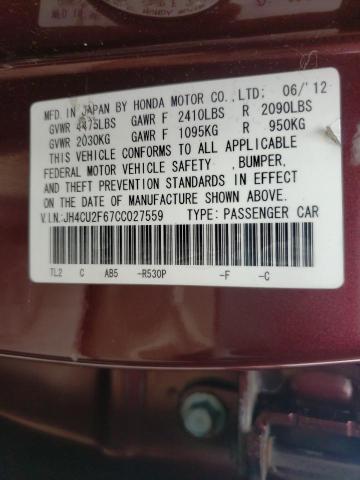 MFD. IN JAPAN BY HONDA MOTOR CO., LTD: 06/'12
GVWR 4475LBS GAWR F 2410LBS R 2090LBS
GVWR 2030KG GAWR F 1095KG R 950KG
THIS VEHICLE CONFORMS TO ALL APPLICABLE
FEDERAL MOTOR VEHICLE SAFETY ,BUMPER,
AND THEFT PREVENTION STANDARDS IN EFFECT
ON THE DATE OF MANUFACTURE SHOWN ABOVE.
V.I.N.:JH4CU2F67CC027559 TYPE: PASSENGER CAR
TL2 C AB5 -R530P -F -C